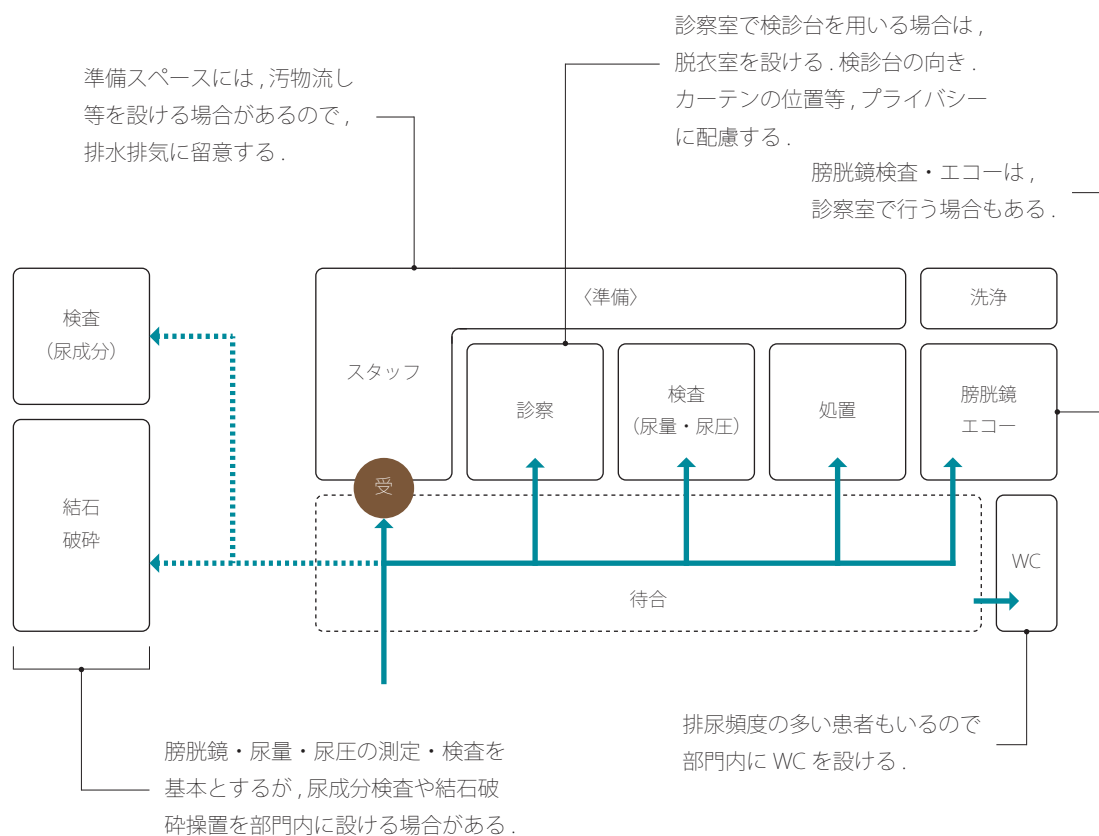 診察室で検診台を用いる場合は ,
脱衣室を設ける . 検診台の向き .
カーテンの位置等 , プライバシー
に配慮する .
準備スペースには , 汚物流し
等を設ける場合があるので ,
排水排気に留意する .
膀胱鏡検査・エコーは ,
診察室で行う場合もある .
検査
（尿成分）
〈準備〉
洗浄
スタッフ
診察
検査
（尿量・尿圧）
処置
膀胱鏡
エコー
受
結石
破砕
WC
待合
排尿頻度の多い患者もいるので
部門内に WC を設ける .
膀胱鏡・尿量・尿圧の測定・検査を
基本とするが , 尿成分検査や結石破
砕操置を部門内に設ける場合がある .